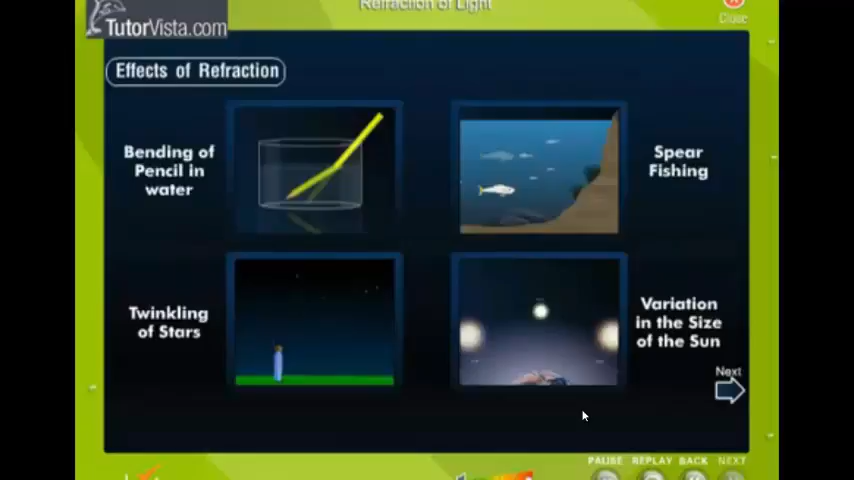 Refraction of Light
Close
TutorVista.com
Effects of Refraction
Bending of
Pencil in
water
Spear
Fishing
Twinkling
of Stars
Variation
in the Size
of the Sun
Next
PAUSE REPLAY BACK NEXT